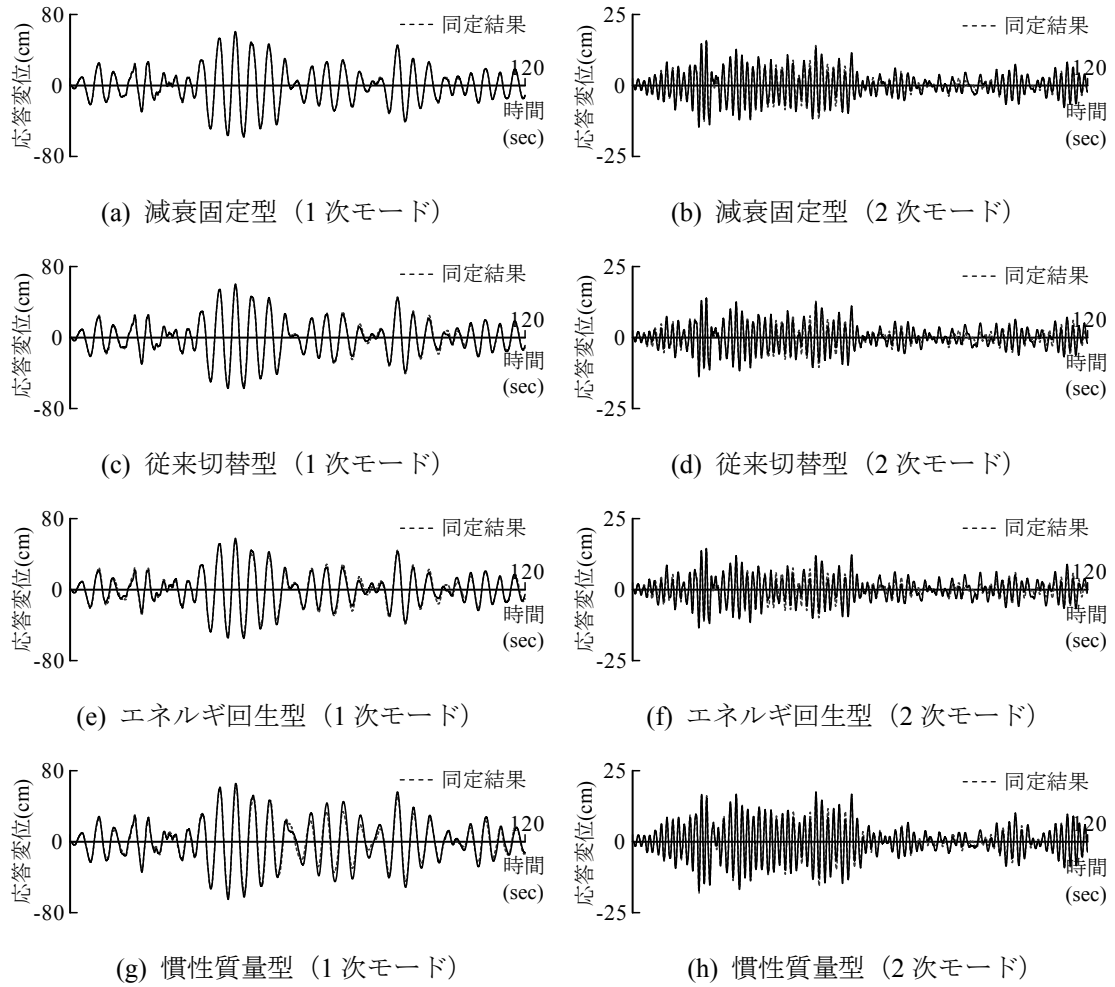 80
0
-80
応答変位(cm)
---- 同定結果
120
時間
(sec)
(a) 減衰固定型（1 次モード）
25
0
-25
応答変位(cm)
---- 同定結果
120
時間
(sec)
(b) 減衰固定型（2 次モード）
80
0
-80
応答変位(cm)
---- 同定結果
120
時間
(sec)
(c) 従来切替型（1 次モード）
25
0
-25
応答変位(cm)
---- 同定結果
120
時間
(sec)
(d) 従来切替型（2 次モード）
80
0
-80
応答変位(cm)
---- 同定結果
120
時間
(sec)
(e) エネルギ回生型（1 次モード）
25
0
-25
応答変位(cm)
---- 同定結果
120
時間
(sec)
(f) エネルギ回生型（2 次モード）
80
0
-80
応答変位(cm)
---- 同定結果
120
時間
(sec)
(g) 慣性質量型（1 次モード）
25
0
-25
応答変位(cm)
---- 同定結果
120
時間
(sec)
(h) 慣性質量型（2 次モード）